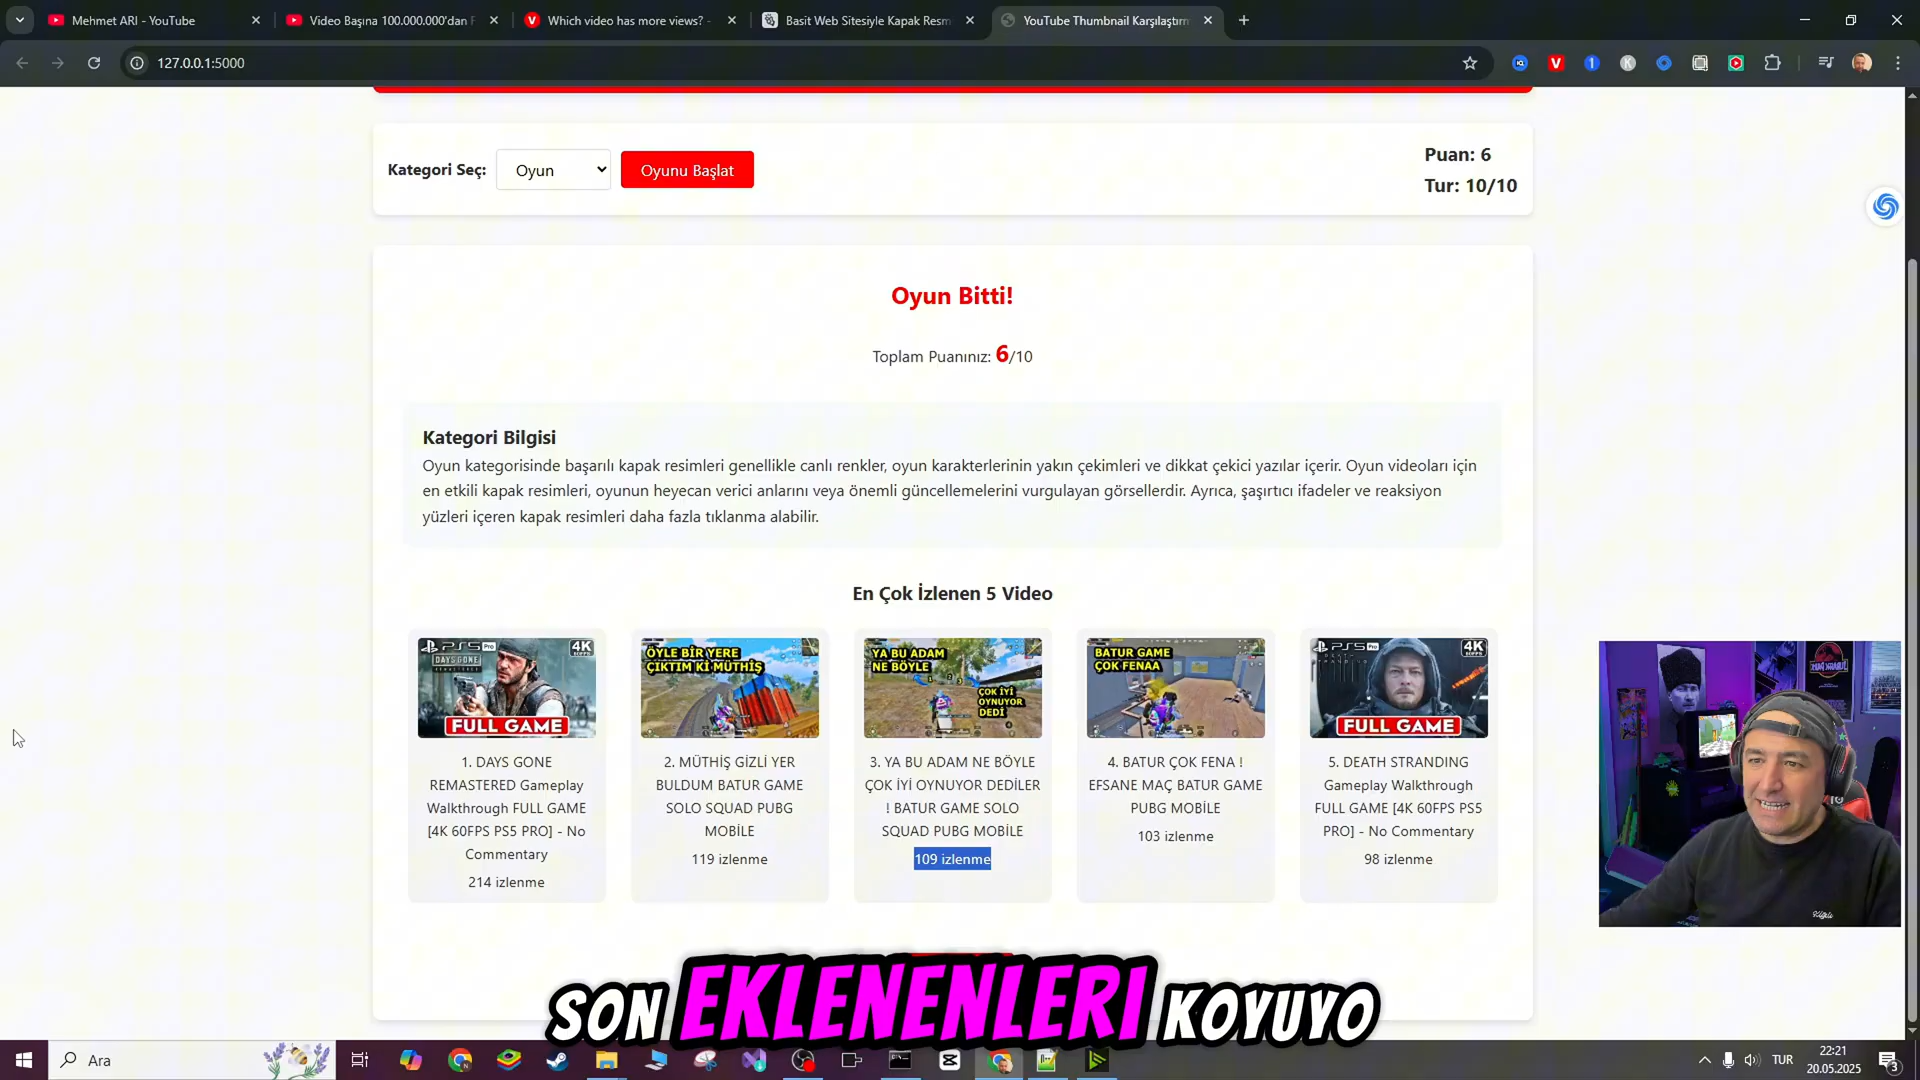 Mehmet ARI - YouTube
Video Başına 100.000.000'dan F
Which video has more views? -
Basit Web Sitesiyle Kapak Resm
YouTube Thumbnail Karşılaştırm
127.0.0.1:5000
Kategori Seç:
Oyun
Oyunu Başlat
Puan: 6
Tur: 10/10
Oyun Bitti!
Toplam Puanınız: 6/10
Kategori Bilgisi
Oyun kategorisinde başarılı kapak resimleri genellikle canlı renkler, oyun karakterlerinin yakın çekimleri ve dikkat çekici yazılar içerir. Oyun videoları için
en etkili kapak resimleri, oyunun heyecan verici anlarını veya önemli güncellemelerini vurgulayan görsellerdir. Ayrıca, şaşırtıcı ifadeler ve reaksiyon
yüzleri içeren kapak resimleri daha fazla tıklanma alabilir.
En Çok İzlenen 5 Video
PS5 Pro
4K
DAYS GONE
FULL GAME
1. DAYS GONE
REMASTERED Gameplay
Walkthrough FULL GAME
[4K 60FPS PS5 PRO] - No
Commentary
214 izlenme
ÖYLE BİR YERE
ÇIKTIM Kİ MÜTHİŞ
2. MÜTHİŞ GİZLİ YER
BULDUM BATUR GAME
SOLO SQUAD PUBG
MOBİLE
119 izlenme
YA BU ADAM
NE BÖYLE
ÇOK İYİ
OYNUYOR
DEDİ
3. YA BU ADAM NE BÖYLE
ÇOK İYİ OYNUYOR DEDİLER
! BATUR GAME SOLO
SQUAD PUBG MOBİLE
109 izlenme
BATUR GAME
ÇOK FENAA
4. BATUR ÇOK FENA !
EFSANE MAÇ BATUR GAME
PUBG MOBİLE
103 izlenme
PS5 Pro
4K
FULL GAME
5. DEATH STRANDING
Gameplay Walkthrough
FULL GAME [4K 60FPS PS5
PRO] - No Commentary
98 izlenme
SON EKLENENLERİ KOYUYO
Ara
TUR
22:21
20.05.2025
3